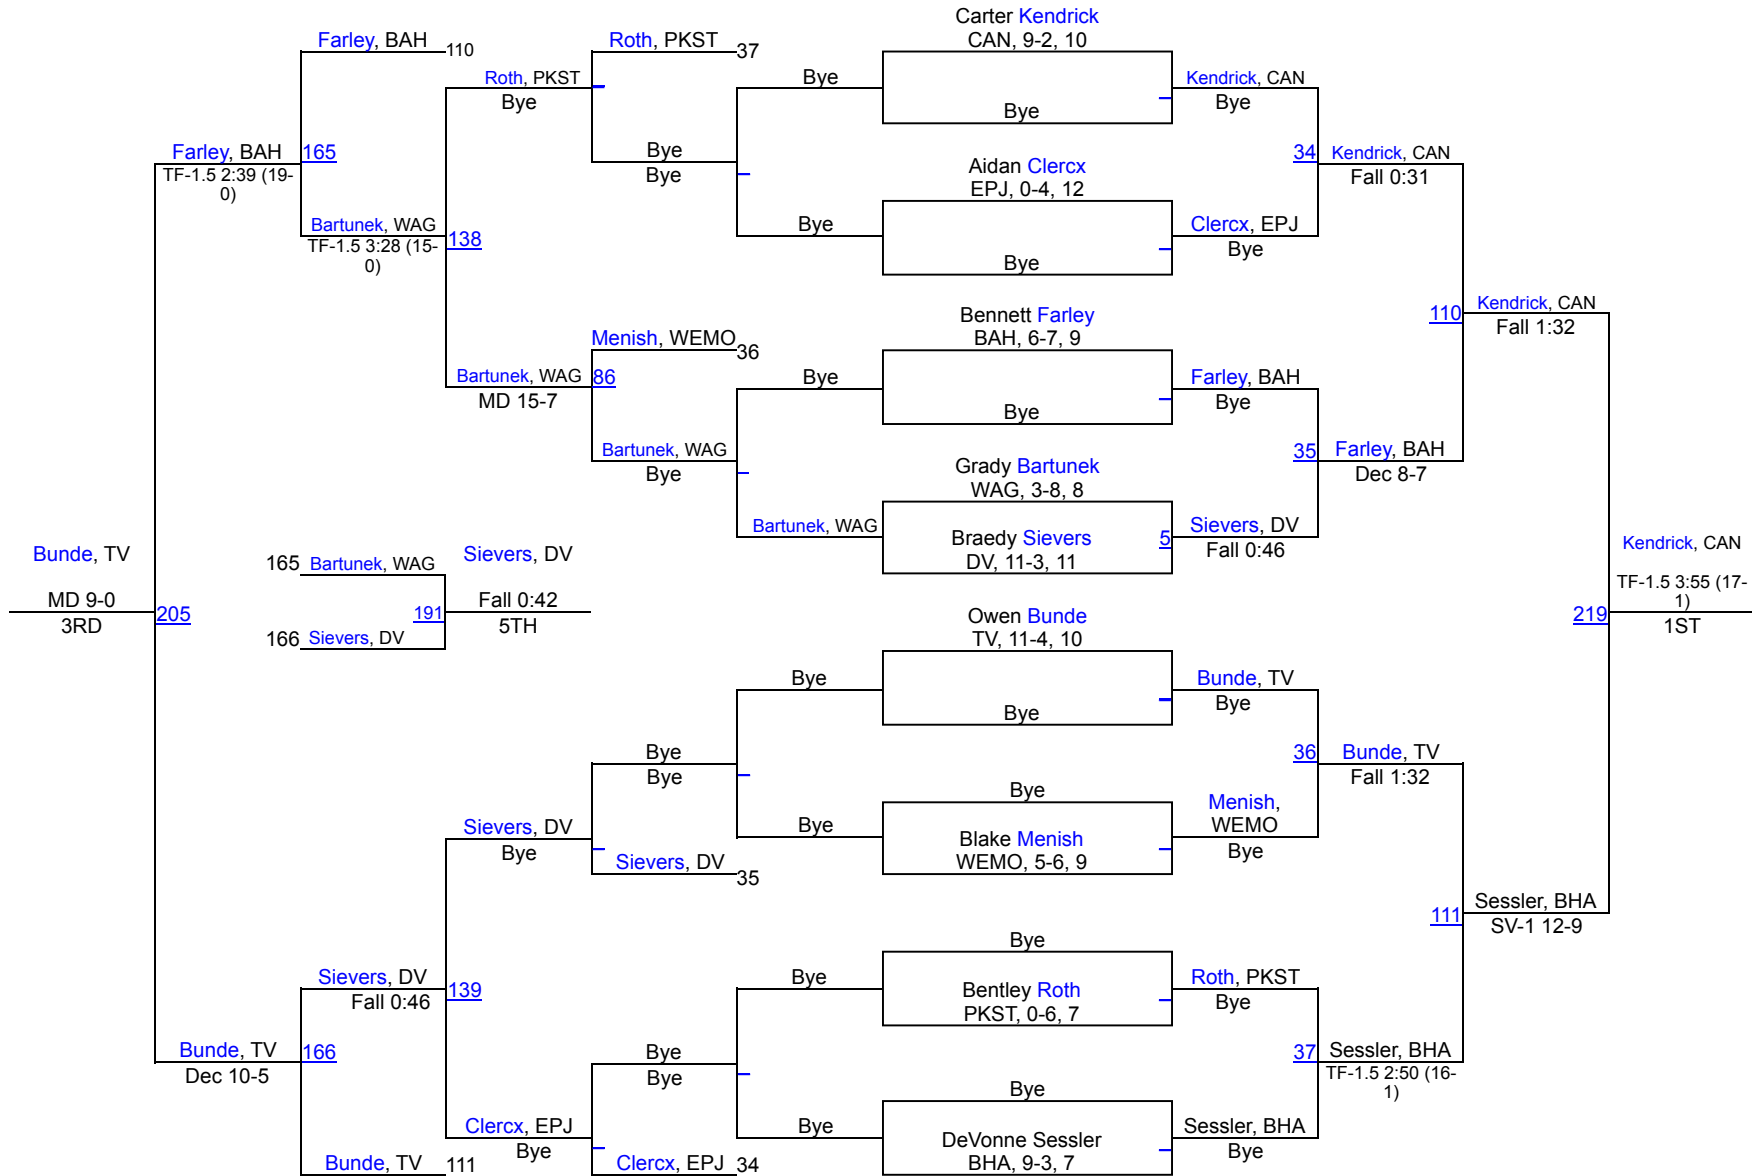 Carter Kendrick
CAN, 9-2, 10
Farley, BAH
110
Roth, PKST
37
Roth, PKST
Bye
Bye
Bye
Kendrick, CAN
Bye
Farley, BAH
165
TF-1.5 2:39 (19-
0)
Bye
Bye
Aidan Clercx
EPJ, 0-4, 12
34
Kendrick, CAN
Fall 0:31
Bartunek, WAG
TF-1.5 3:28 (15-
0)
138
Bye
Bye
Clercx, EPJ
Bye
Bennett Farley
BAH, 6-7, 9
110
Kendrick, CAN
Fall 1:32
Menish, WEMO
36
Bartunek, WAG
86
MD 15-7
Bye
Bye
Farley, BAH
Bye
Bartunek, WAG
Bye
Grady Bartunek
WAG, 3-8, 8
35
Farley, BAH
Dec 8-7
Bartunek, WAG
Braedy Sievers
DV, 11-3, 11
5
Sievers, DV
Fall 0:46
Bunde, TV
MD 9-0
3RD
205
165
Bartunek, WAG
166
Sievers, DV
191
Sievers, DV
Fall 0:42
5TH
Kendrick, CAN
TF-1.5 3:55 (17-
1)
219
1ST
Owen Bunde
TV, 11-4, 10
Bye
Bye
Bunde, TV
Bye
Bye
Bye
36
Bunde, TV
Fall 1:32
Sievers, DV
Bye
Bye
Bye
Blake Menish
WEMO, 5-6, 9
Menish,
WEMO
Bye
Sievers, DV
35
111
Sessler, BHA
SV-1 12-9
Sievers, DV
Fall 0:46
139
Bye
Bye
Bentley Roth
PKST, 0-6, 7
Roth, PKST
Bye
Bunde, TV
Dec 10-5
166
Bye
Bye
37
Sessler, BHA
TF-1.5 2:50 (16-
1)
Clercx, EPJ
Bye
Bye
Bye
DeVonne Sessler
BHA, 9-3, 7
Sessler, BHA
Bye
Bunde, TV
111
Clercx, EPJ
34